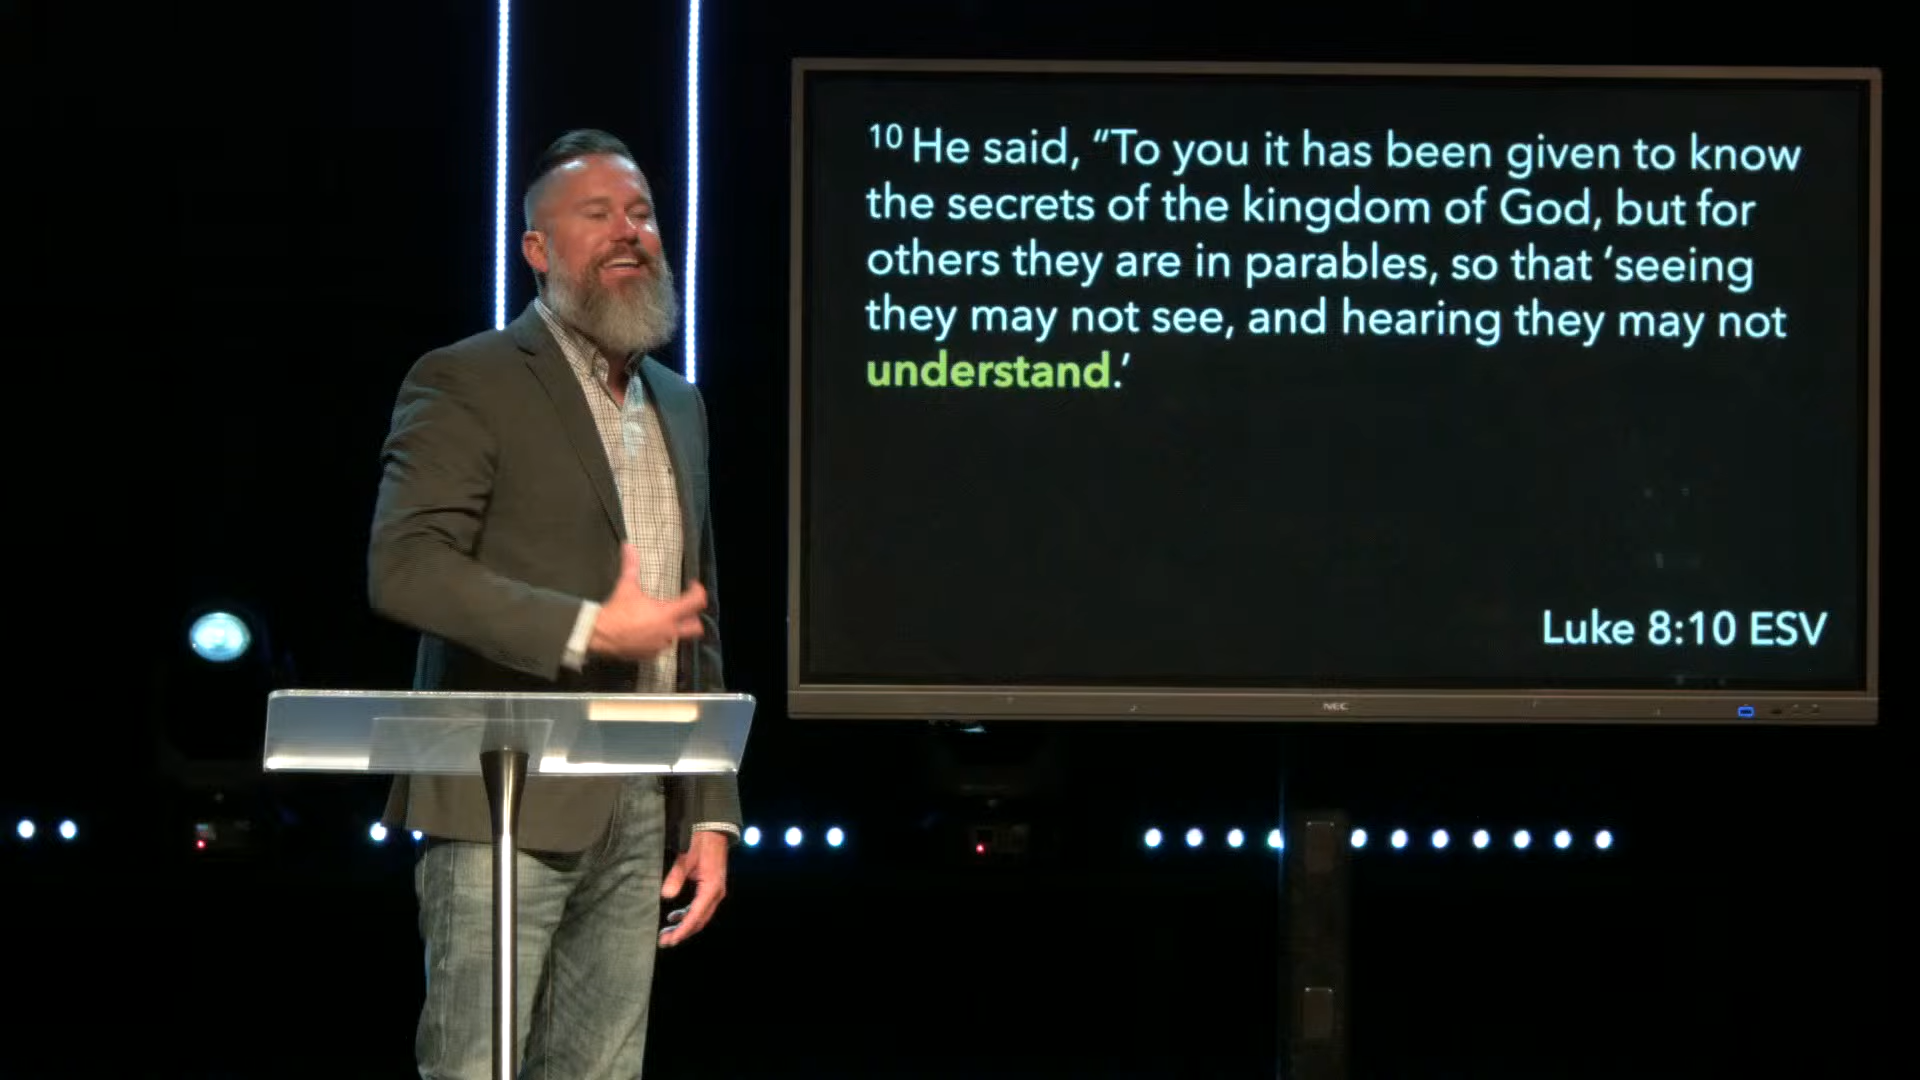 10 He said, “To you it has been given to know
the secrets of the kingdom of God, but for
others they are in parables, so that ‘seeing
they may not see, and hearing they may not
understand.’
Luke 8:10 ESV
NEC